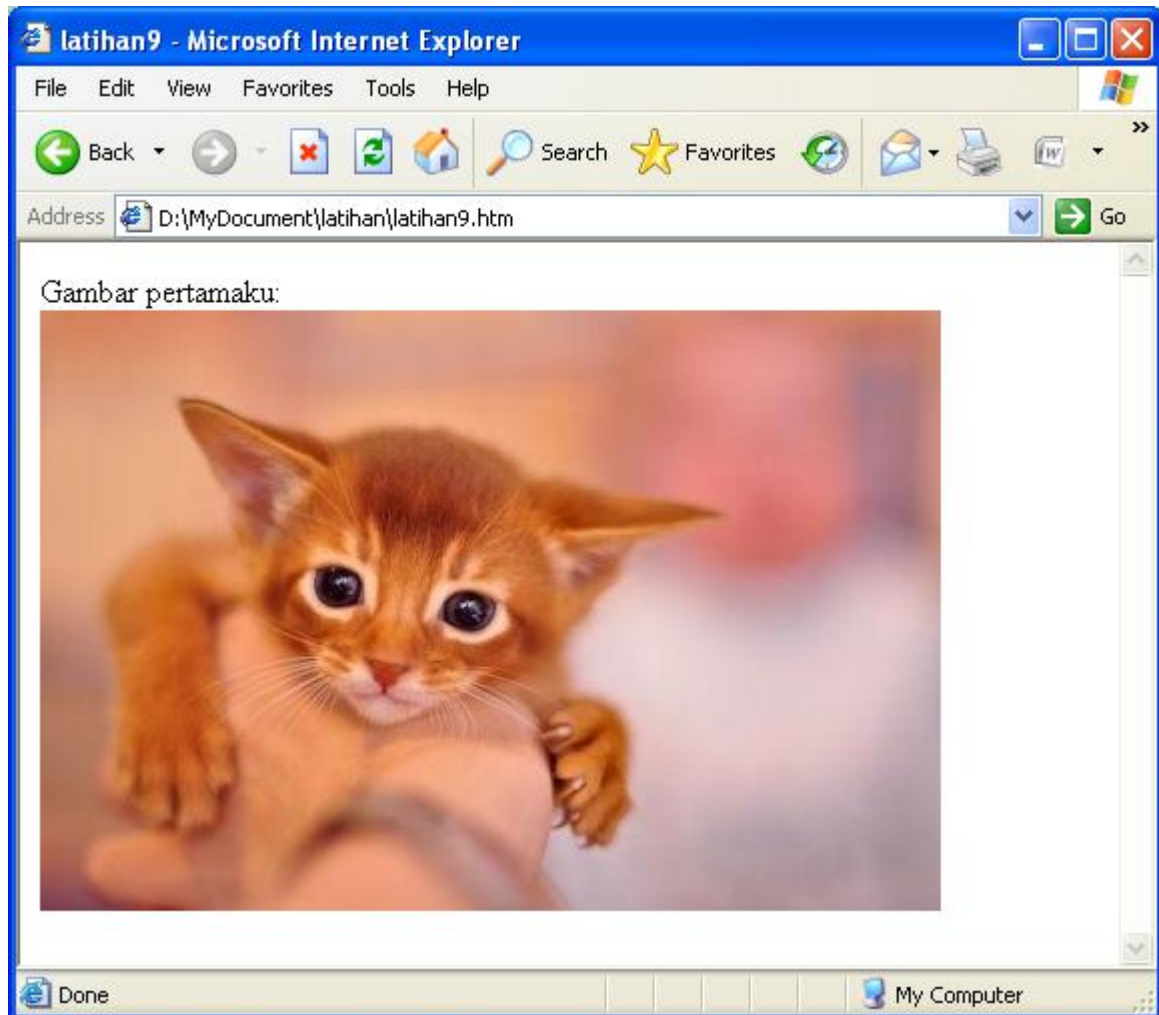 latihan9 - Microsoft Internet Explorer
File Edit View Favorites Tools Help
Back Search Favorites W »
Address D:\MyDocument\latihan\latihan9.htm Go
Gambar pertamaku:
Done My Computer